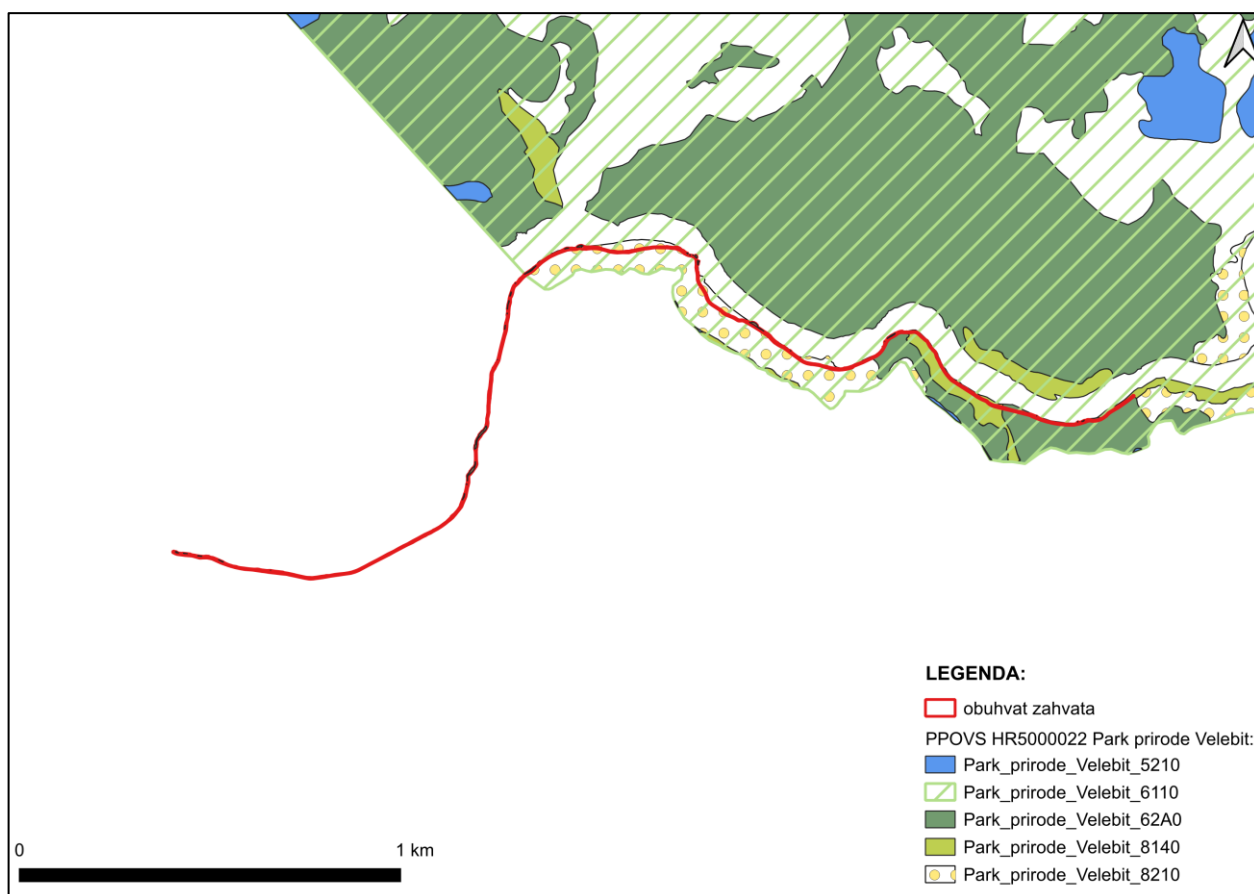 LEGENDA:
obuhvat zahvata
PPOVS HR5000022 Park prirode Velebit:
Park_prirode_Velebit_5210
Park_prirode_Velebit_6110
Park_prirode_Velebit_62A0
Park_prirode_Velebit_8140
Park_prirode_Velebit_8210
0 1 km